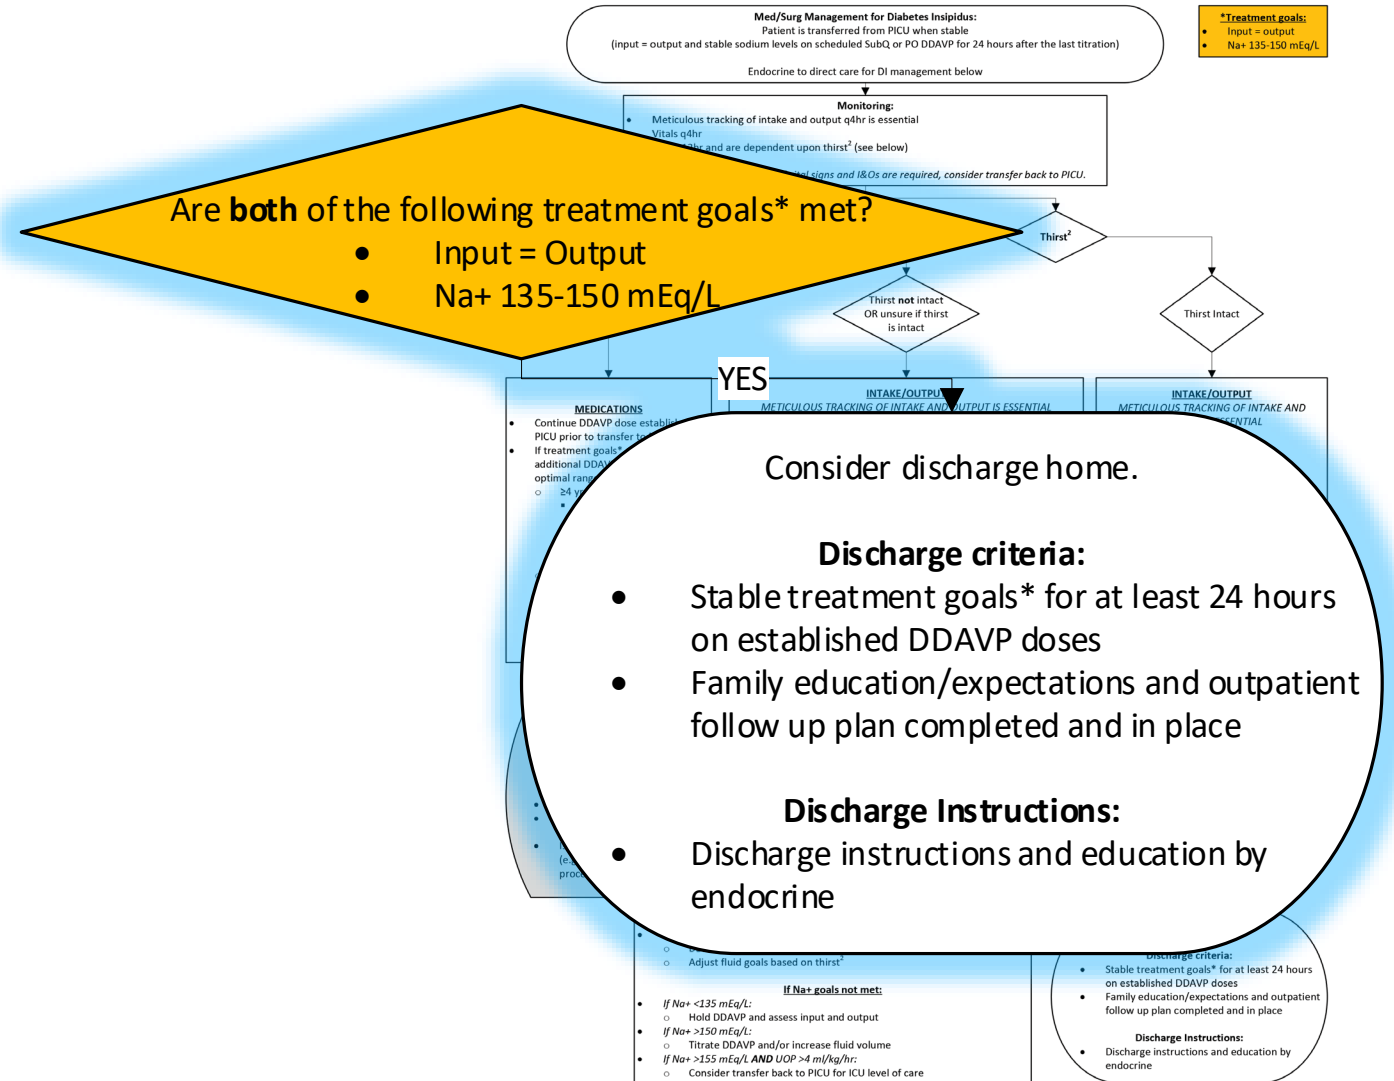 Med/Surg Management for Diabetes Insipidus:
Patient is transferred from PICU when stable
(input = output and stable sodium levels on scheduled SubQ or PO DDAVP for 24 hours after the last titration)
Endocrine to direct care for DI management below
*Treatment goals:
• Input = output
• Na+ 135-150 mEq/L
Monitoring:
• Meticulous tracking of intake and output q4hr is essential
Vitals q4hr
and are dependent upon thirst² (see below)
signs and I&Os are required, consider transfer back to PICU.
Are both of the following treatment goals* met?
• Input = Output
• Na+ 135-150 mEq/L
Thirst²
Thirst not intact
OR unsure if thirst
is intact
Thirst Intact
YES
MEDICATIONS
• Continue DDAVP dose
PICU prior to transfer to
• If treatment goals*
additional
optimal
○ ≥4
INTAKE/OUTPUT
METICULOUS TRACKING OF INTAKE AND OUTPUT IS ESSENTIAL
INTAKE/OUTPUT
METICULOUS TRACKING OF INTAKE AND
Consider discharge home.
Discharge criteria:
• Stable treatment goals* for at least 24 hours
on established DDAVP doses
• Family education/expectations and outpatient
follow up plan completed and in place
Discharge Instructions:
• Discharge instructions and education by
endocrine
○ Adjust fluid goals based on thirst²
If Na+ goals not met:
• If Na+ <135 mEq/L:
○ Hold DDAVP and assess input and output
• If Na+ >150 mEq/L:
○ Titrate DDAVP and/or increase fluid volume
• If Na+ >155 mEq/L AND UOP >4 ml/kg/hr:
○ Consider transfer back to PICU for ICU level of care
Discharge criteria:
• Stable treatment goals* for at least 24 hours
on established DDAVP doses
• Family education/expectations and outpatient
follow up plan completed and in place
Discharge Instructions:
• Discharge instructions and education by
endocrine